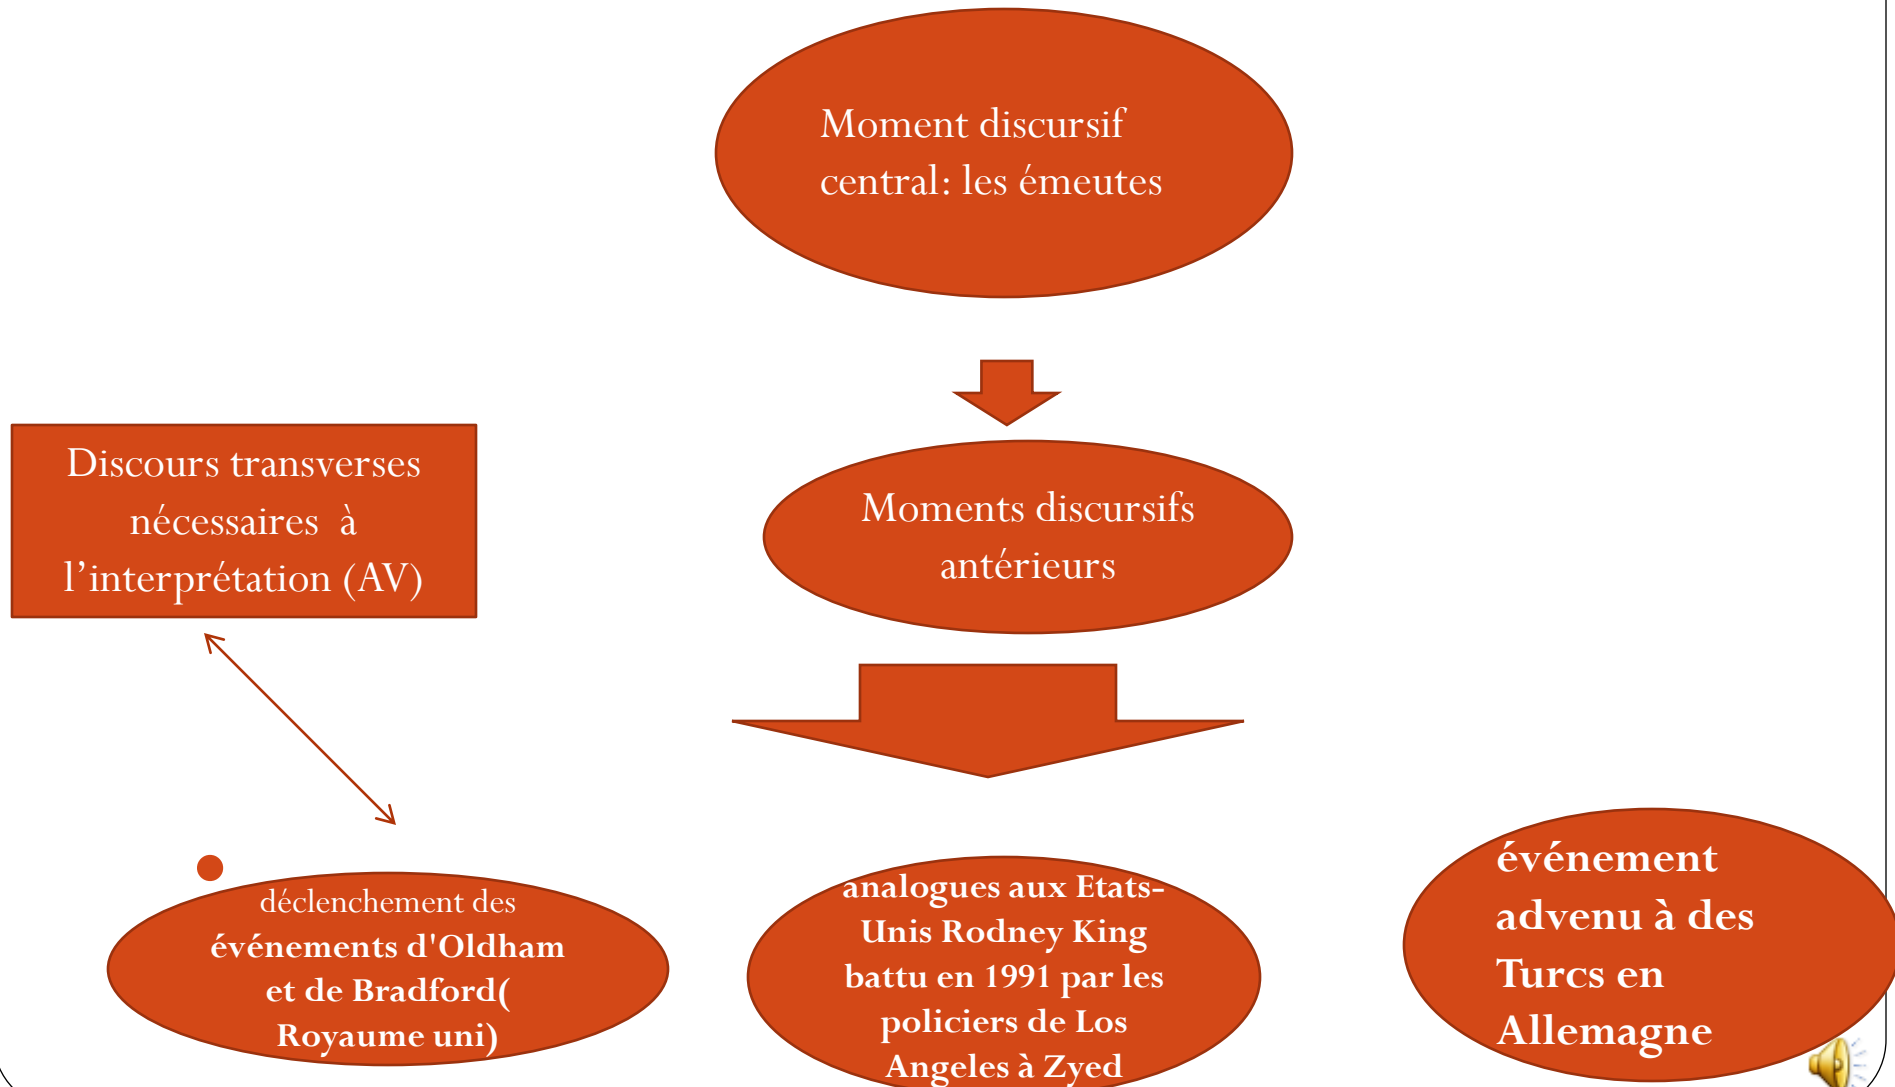 Moment discursif
central: les émeutes
Discours transverses
nécessaires à
l’interprétation (AV)
Moments discursifs
antérieurs
déclenchement des
événements d'Oldham
et de Bradford(
Royaume uni)
analogues aux Etats-
Unis Rodney King
battu en 1991 par les
policiers de Los
Angeles à Zyed
événement
advenu à des
Turcs en
Allemagne